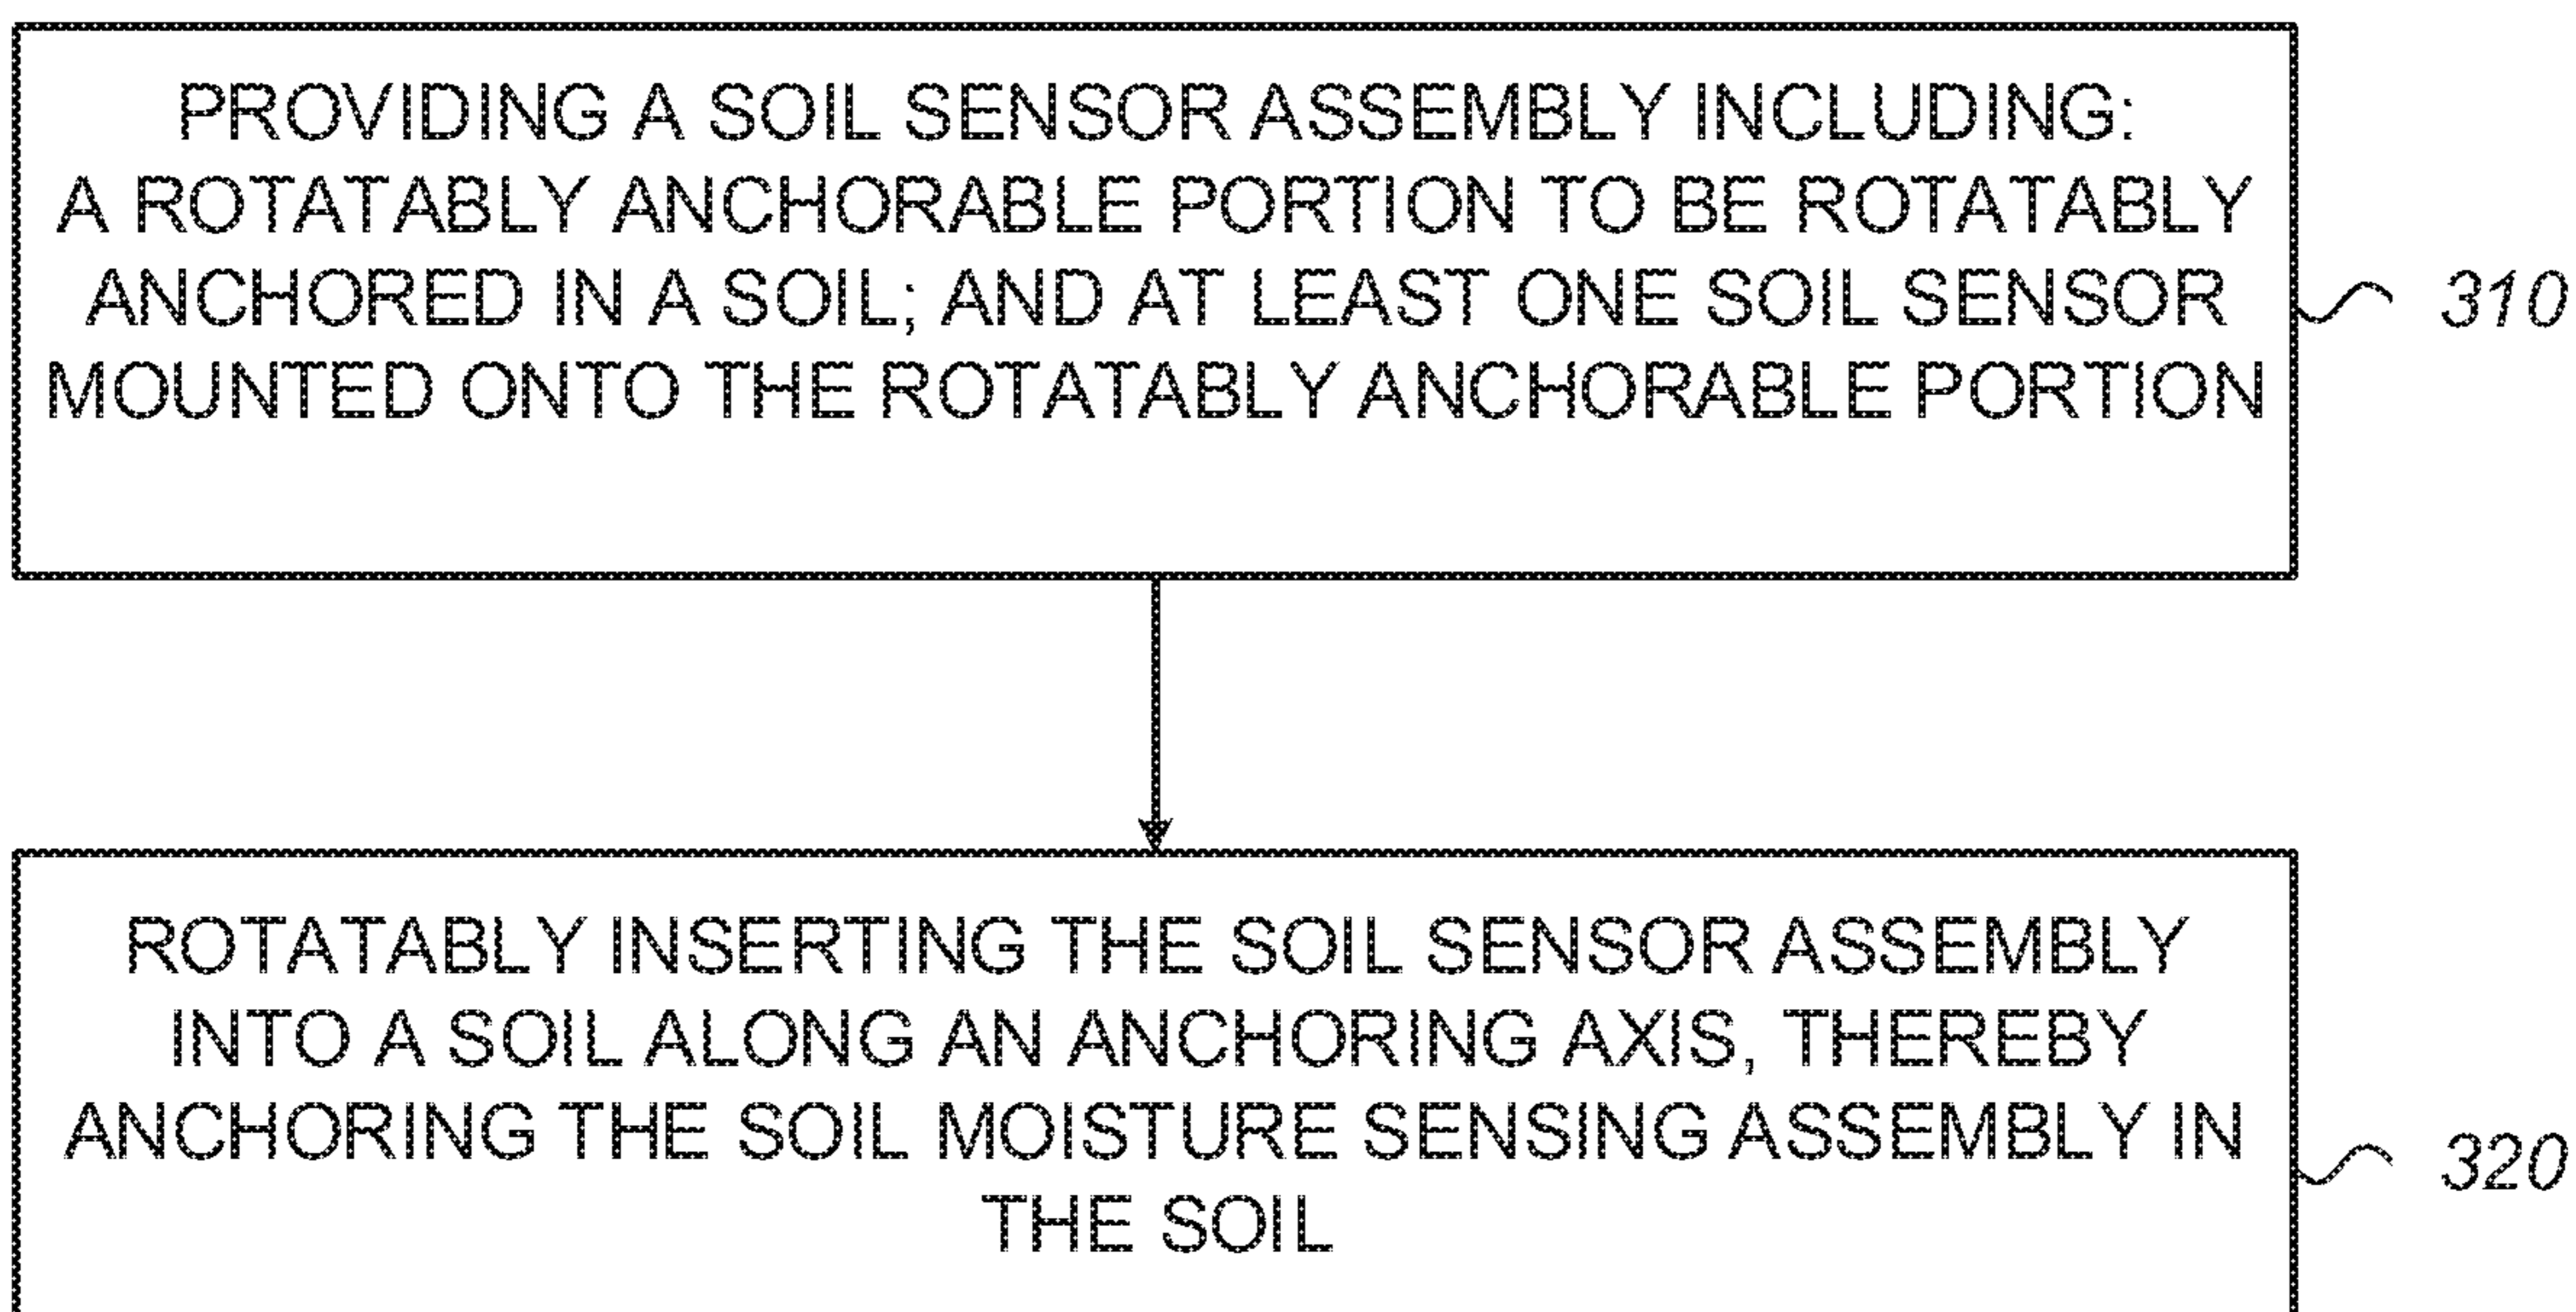 PROVIDING A SOIL SENSOR ASSEMBLY INCLUDING:
A ROTATABLY ANCHORABLE PORTION TO BE ROTATABLY
ANCHORED IN A SOIL; AND AT LEAST ONE SOIL SENSOR
MOUNTED ONTO THE ROTATABLY ANCHORABLE PORTION
310
ROTATABLY INSERTING THE SOIL SENSOR ASSEMBLY
INTO A SOIL ALONG AN ANCHORING AXIS, THEREBY
ANCHORING THE SOIL MOISTURE SENSING ASSEMBLY IN
THE SOIL
320